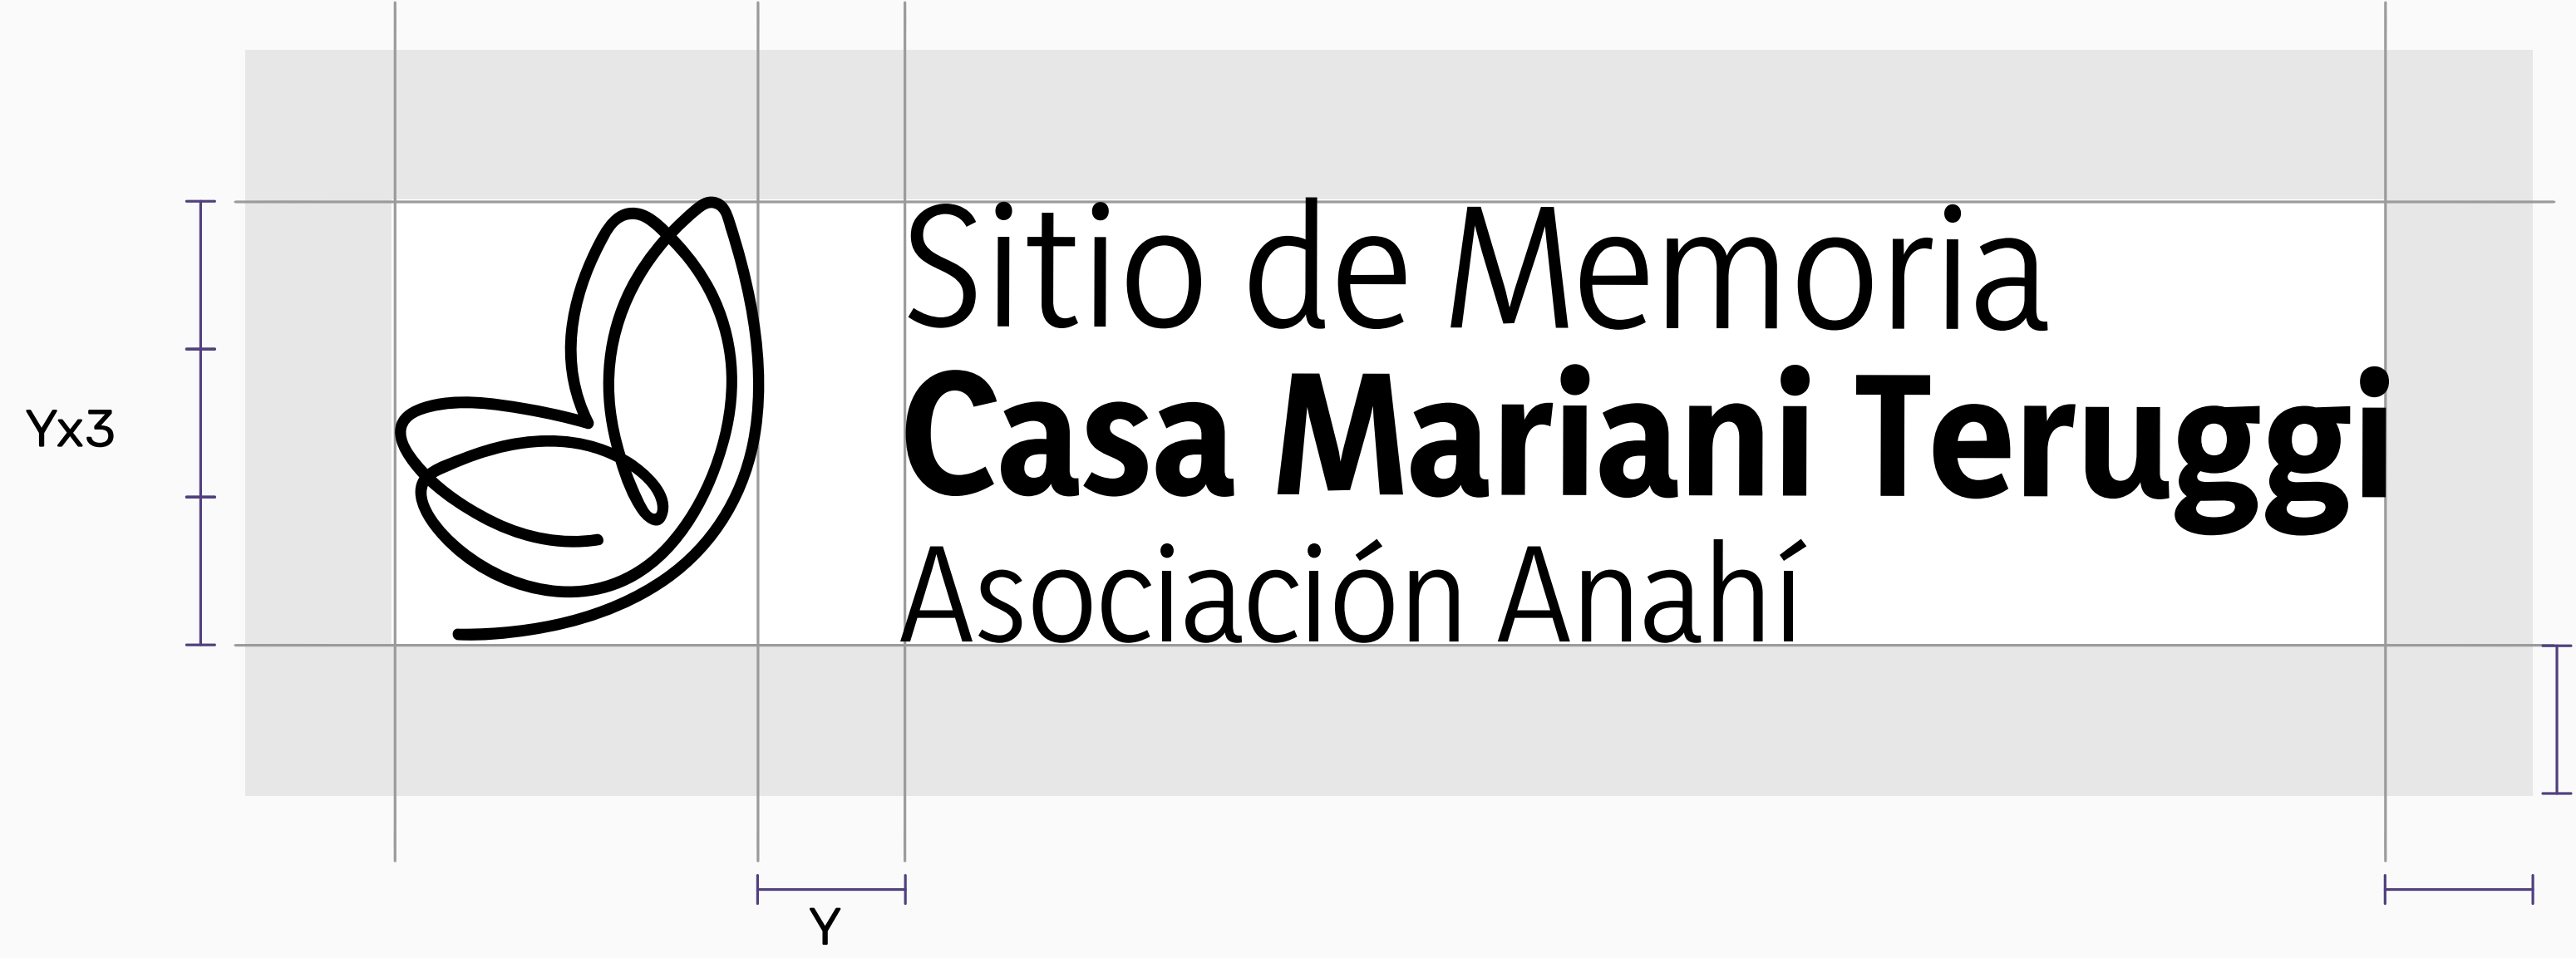 Sitio de Memoria
Casa Mariani Teruggi
Asociación Anahí
Yx3
Y